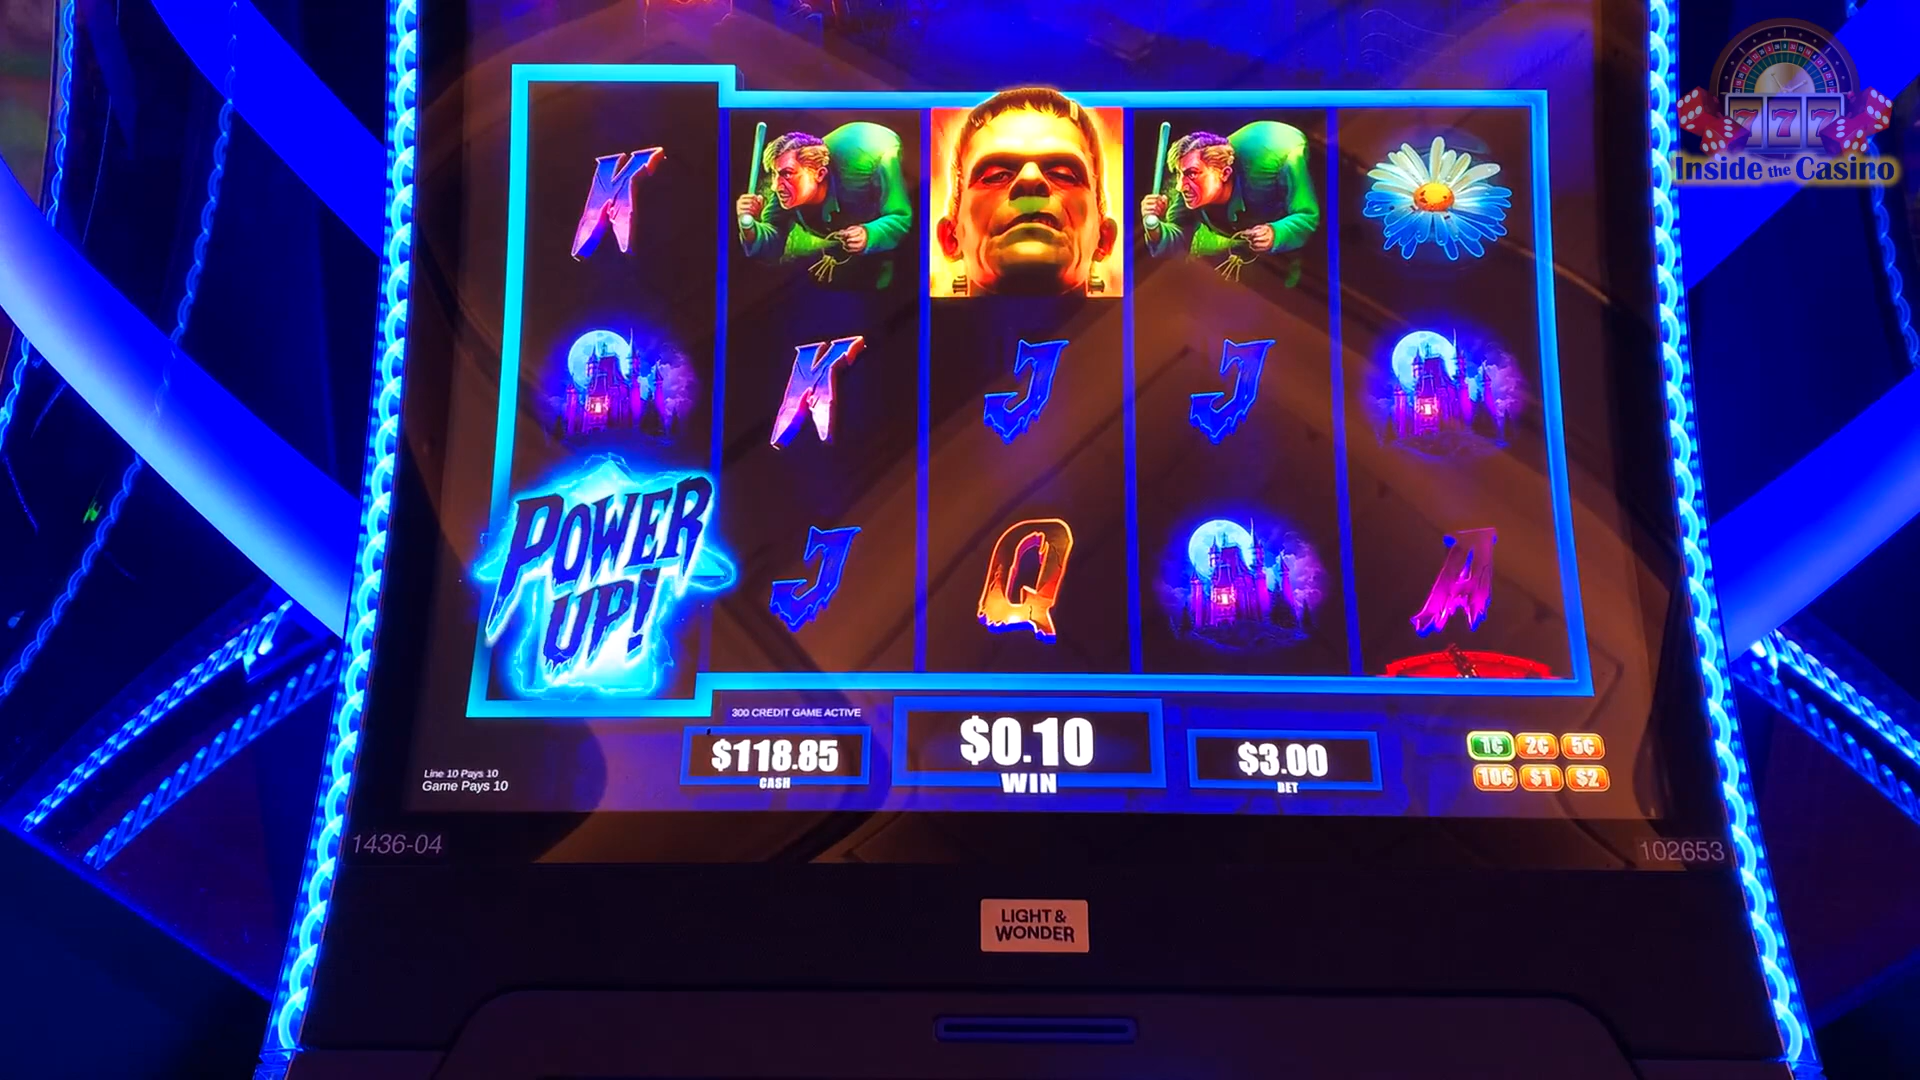 777
Inside the Casino
K
K
J
J
POWER
UP!
J
Q
A
300 CREDIT GAME ACTIVE
$118.85
CASH
$0.10
WIN
$3.00
BET
1¢ 2¢ 5¢
10¢ $1 $2
Line 10 Pays 10
Game Pays 10
1436-04
102653
LIGHT &
WONDER